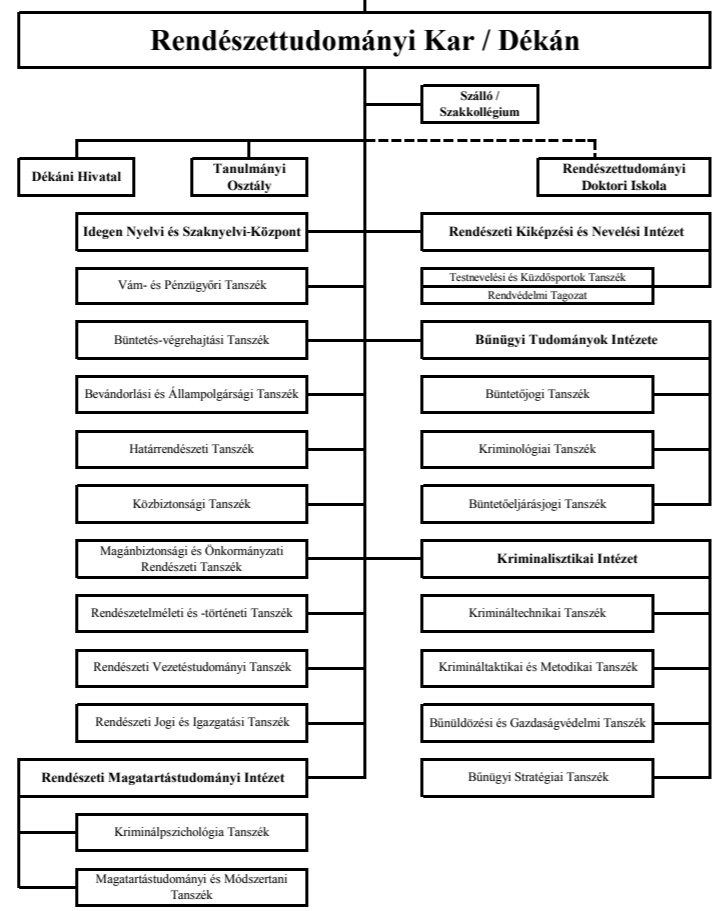 Rendészettudományi Kar / Dékán
Szálló /
Szakkollégium
Dékáni Hivatal
Tanulmányi
Osztály
Rendészettudományi
Doktori Iskola
Idegen Nyelvi és Szaknyelvi-Központ
Rendészeti Kiképzési és Nevelési Intézet
Vám- és Pénzügyőri Tanszék
Testnevelési és Küzdősportok Tanszék
Rendvédelmi Tagozat
Büntetés-végrehajtási Tanszék
Bűnügyi Tudományok Intézete
Bevándorlási és Állampolgársági Tanszék
Büntetőjogi Tanszék
Határrendészeti Tanszék
Kriminológiai Tanszék
Közbiztonsági Tanszék
Büntetőeljárásjogi Tanszék
Magánbiztonsági és Önkormányzati
Rendészeti Tanszék
Kriminalisztikai Intézet
Rendészetelméleti és -történeti Tanszék
Krimináltechnikai Tanszék
Rendészeti Vezetéstudományi Tanszék
Krimináltaktikai és Metodikai Tanszék
Rendészeti Jogi és Igazgatási Tanszék
Bűnüldözési és Gazdaságvédelmi Tanszék
Rendészeti Magatartástudományi Intézet
Bűnügyi Stratégiai Tanszék
Kriminálpszichológia Tanszék
Magatartástudományi és Módszertani
Tanszék